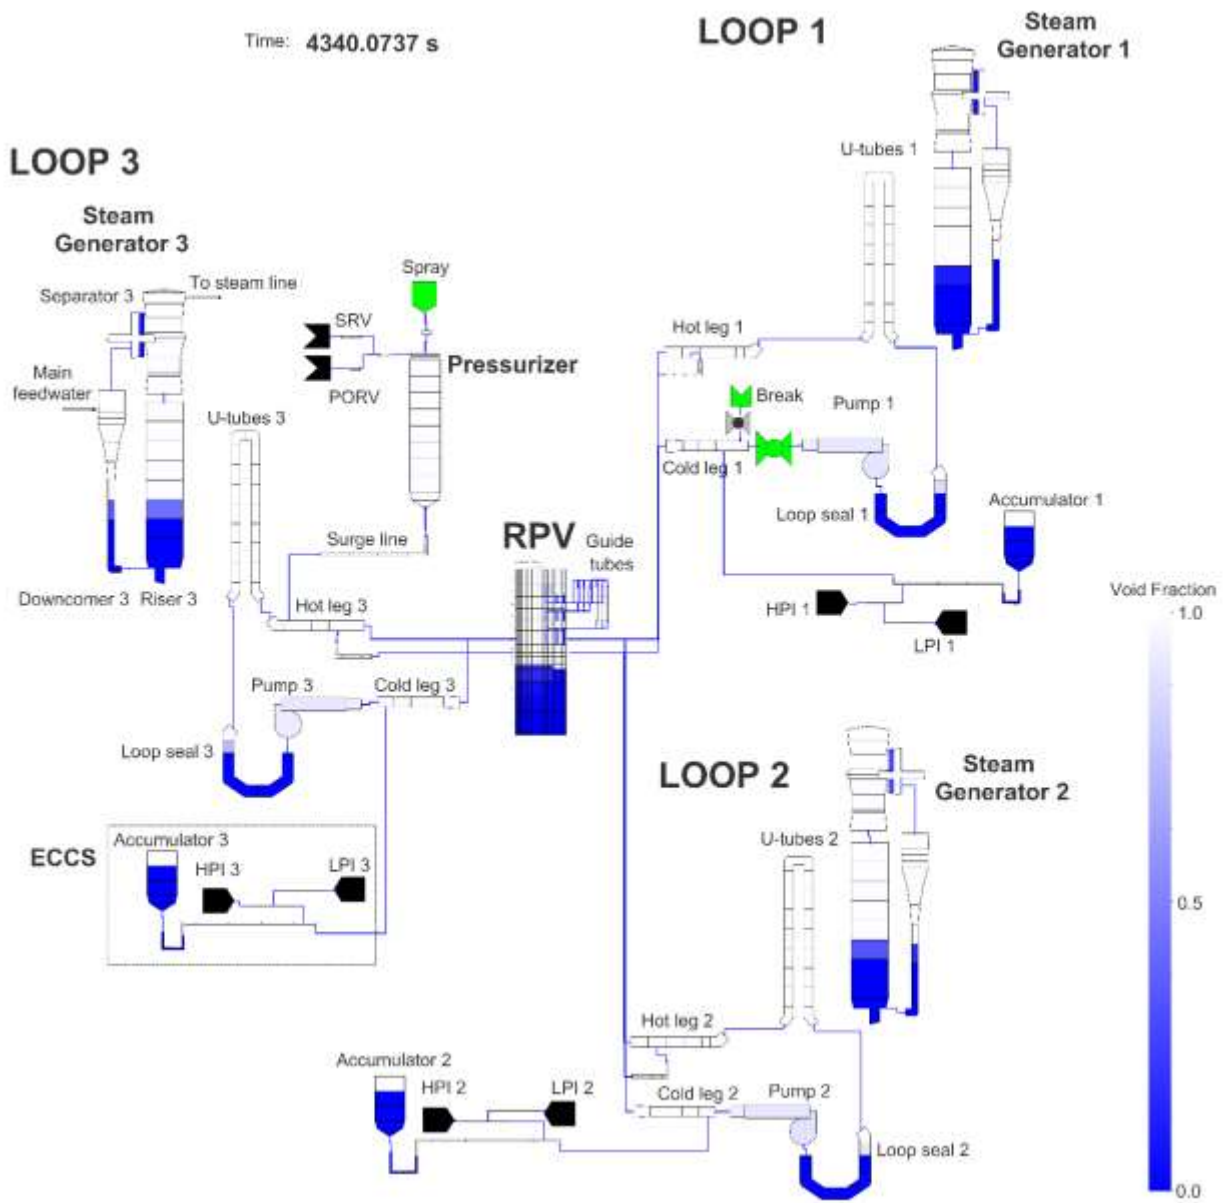 Time: 4340.0737 s
LOOP 1
Steam
Generator 1
U-tubes 1
LOOP 3
Steam
Generator 3
Separator 3
To steam line
Spray
SRV
PORV
Pressurizer
Main
feedwater
U-tubes 3
Hot leg 1
Break
Pump 1
Cold leg 1
Loop seal 1
Accumulator 1
Surge line
RPV
Guide
tubes
Downcomer 3
Riser 3
Hot leg 3
HPI 1
LPI 1
Void Fraction
1.0
0.5
0.0
Pump 3
Cold leg 3
Loop seal 3
LOOP 2
Steam
Generator 2
U-tubes 2
ECCS
Accumulator 3
HPI 3
LPI 3
Hot leg 2
Accumulator 2
HPI 2
LPI 2
Cold leg 2
Pump 2
Loop seal 2